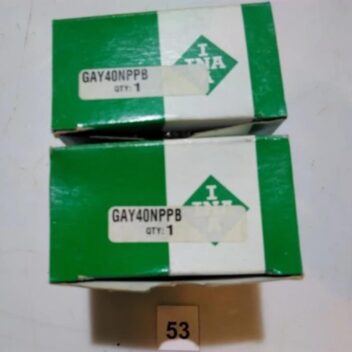 GAY40NPPB
QTY: 1
I
INA
A
GAY40NPPB
QTY: 1
I
INA
A
53